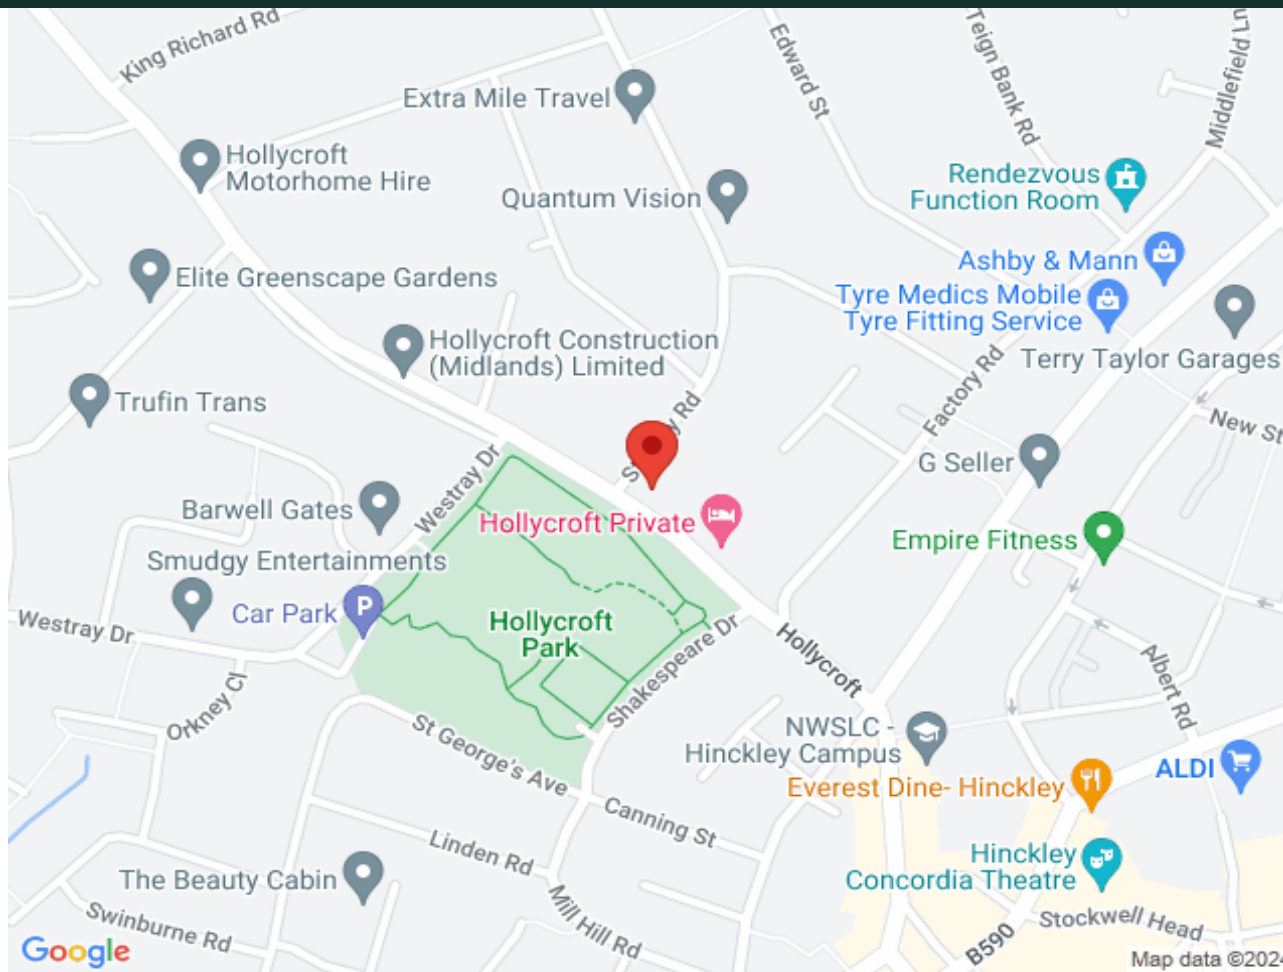 King Richard Rd
Edward St
Teign Bank Rd
Extra Mile Travel
Hollycroft
Motorhome Hire
Quantum Vision
Rendezvous
Function Room
Elite Greenscape Gardens
Ashby & Mann
Tyre Medics Mobile
Tyre Fitting Service
Hollycroft Construction
(Midlands) Limited
Terry Taylor Garages
Trufin Trans
Factory Rd
New St
Rd
Westray Dr
G Seller
Barwell Gates
Hollycroft Private
Empire Fitness
Smudgy Entertainments
Car Park
P
Westray Dr
Hollycroft
Park
Shakespeare Dr
Hollycroft
Orkney Cl
Albert Rd
St George's Ave
NWSLC -
Hinckley Campus
ALDI
Everest Dine- Hinckley
Canning St
Linden Rd
Hinckley
Concordia Theatre
The Beauty Cabin
Mill Hill Rd
Stockwell Head
Swinburne Rd
B590
Google
Map data ©202